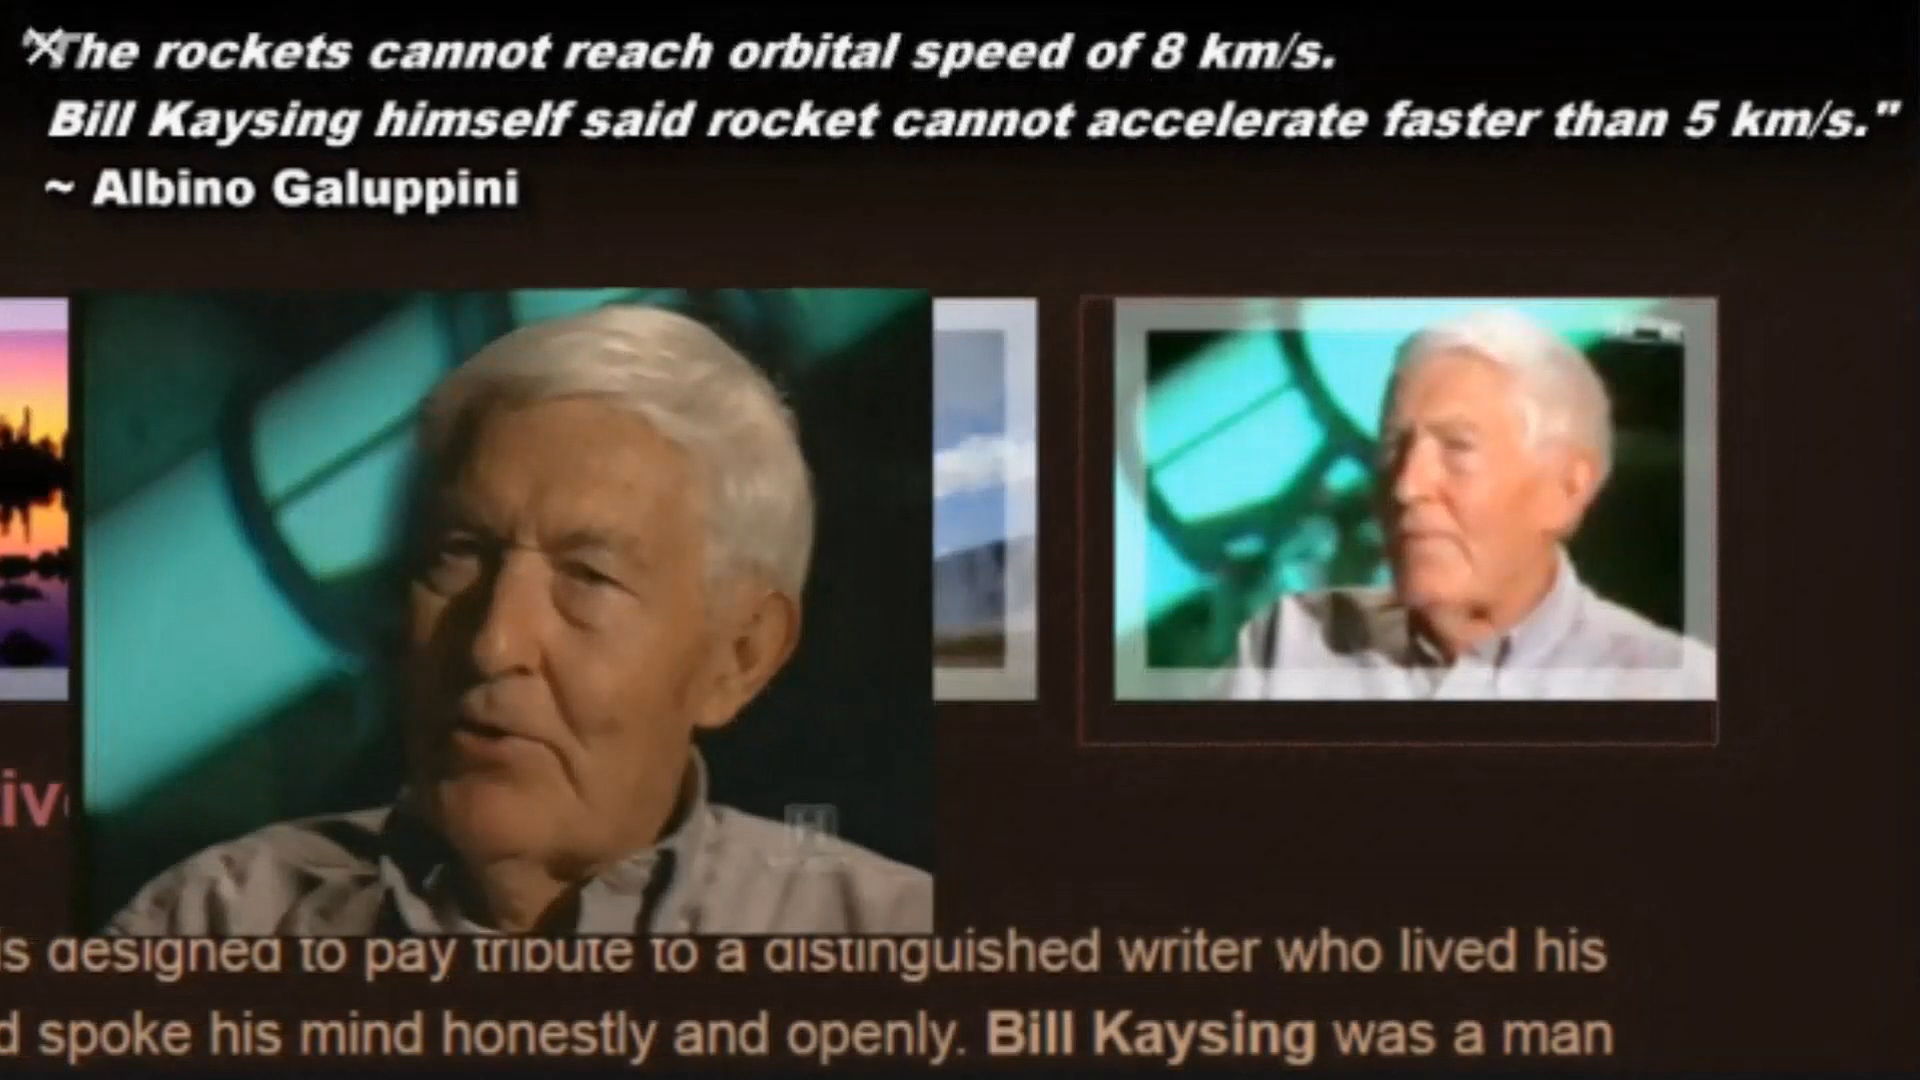 "The rockets cannot reach orbital speed of 8 km/s.
Bill Kaysing himself said rocket cannot accelerate faster than 5 km/s."
~ Albino Galuppini
H
is designed to pay tribute to a distinguished writer who lived his
d spoke his mind honestly and openly. Bill Kaysing was a man